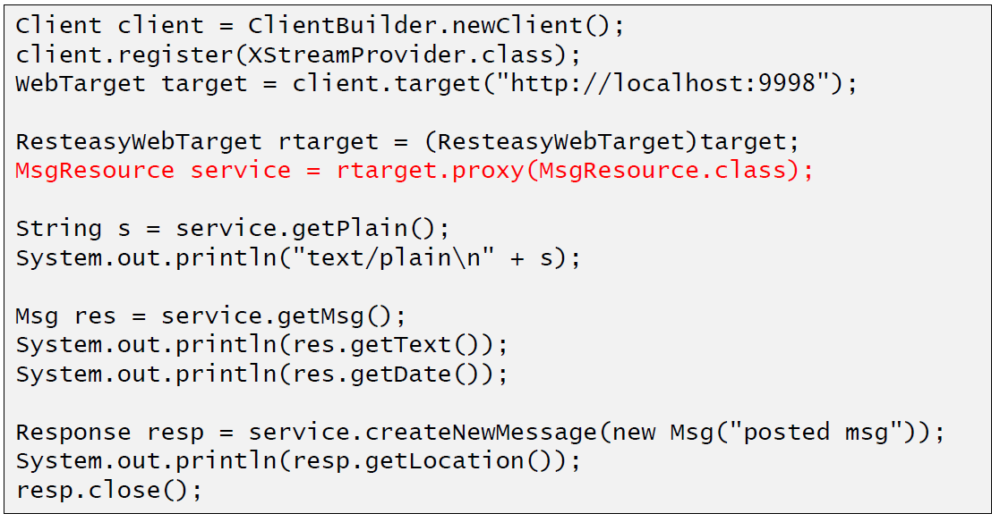 Client client = ClientBuilder.newClient();
client.register(XStreamProvider.class);
WebTarget target = client.target("http://localhost:9998");
ResteasyWebTarget rtarget = (ResteasyWebTarget)target;
MsgResource service = rtarget.proxy(MsgResource.class);
String s = service.getPlain();
System.out.println("text/plain\n" + s);
Msg res = service.getMsg();
System.out.println(res.getText());
System.out.println(res.getDate());
Response resp = service.createNewMessage(new Msg("posted msg"));
System.out.println(resp.getLocation());
resp.close();